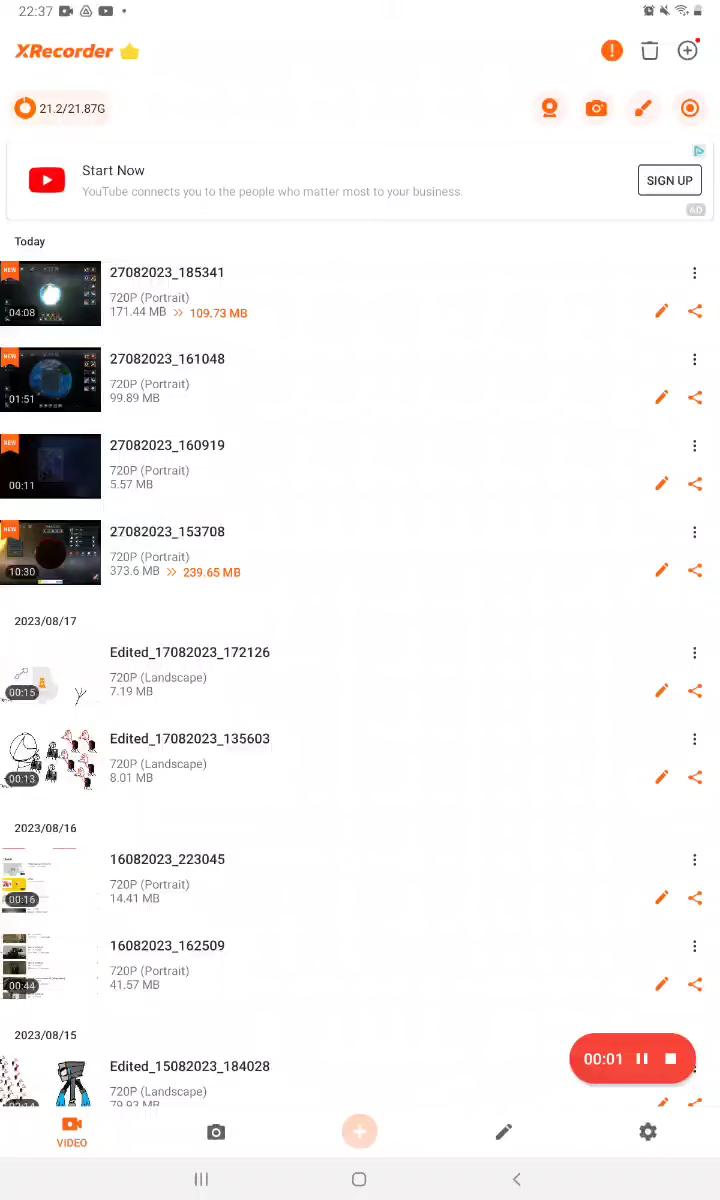 22:37
XRecorder
21.2/21.87G
Start Now
YouTube connects you to the people who matter most to your business.
SIGN UP
AD
Today
NEW
27082023_185341
720P (Portrait)
04:08
171.44 MB >> 109.73 MB
NEW
27082023_161048
720P (Portrait)
01:51
99.89 MB
NEW
27082023_160919
720P (Portrait)
00:11
5.57 MB
NEW
27082023_153708
720P (Portrait)
10:30
373.6 MB >> 239.65 MB
2023/08/17
Edited_17082023_172126
720P (Landscape)
00:15
7.19 MB
Edited_17082023_135603
720P (Landscape)
00:13
8.01 MB
2023/08/16
16082023_223045
720P (Portrait)
00:16
14.41 MB
16082023_162509
720P (Portrait)
00:44
41.57 MB
2023/08/15
00:01
Edited_15082023_184028
720P (Landscape)
79.93 MB
VIDEO